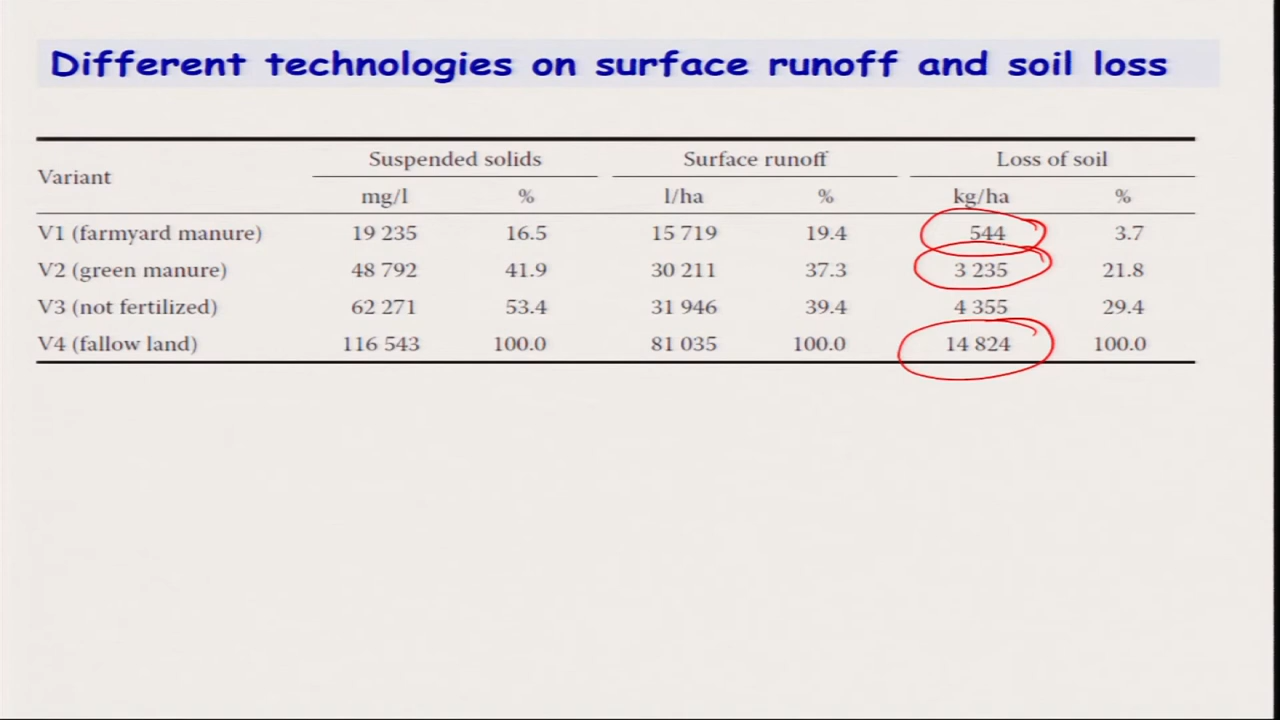 Different technologies on surface runoff and soil loss
Variant Suspended solids Surface runoff Loss of soil
mg/l % l/ha % kg/ha %
V1 (farmyard manure) 19 235 16.5 15 719 19.4 544 3.7
V2 (green manure) 48 792 41.9 30 211 37.3 3 235 21.8
V3 (not fertilized) 62 271 53.4 31 946 39.4 4 355 29.4
V4 (fallow land) 116 543 100.0 81 035 100.0 14 824 100.0